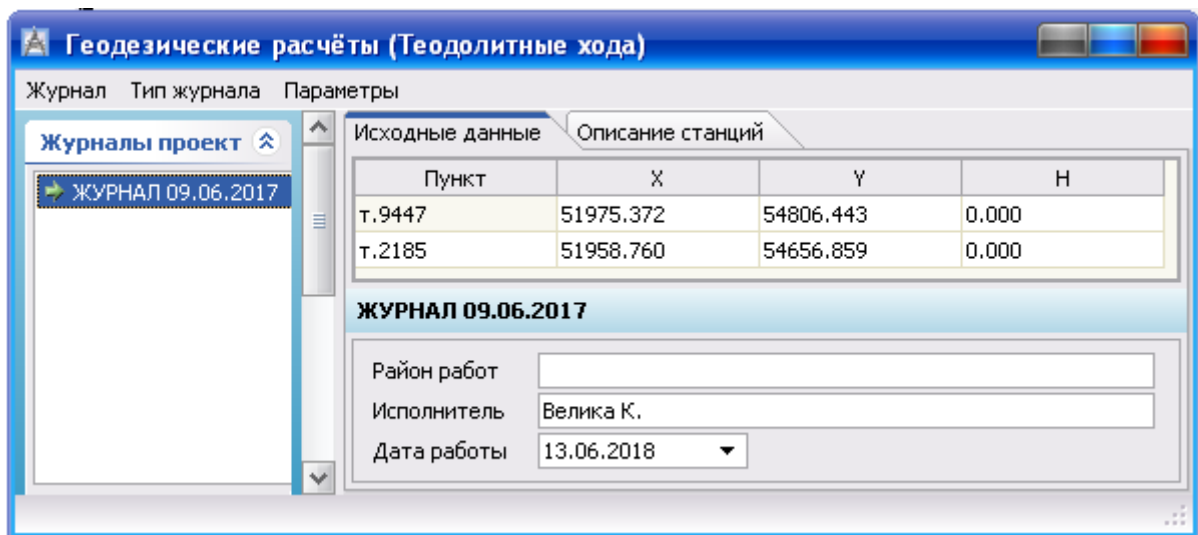 Геодезические расчёты (Теодолитные хода)
Журнал Тип журнала Параметры
Журналы проект
ЖУРНАЛ 09.06.2017
Исходные данные Описание станций
Пункт X Y H
т.9447 51975.372 54806.443 0.000
т.2185 51958.760 54656.859 0.000
ЖУРНАЛ 09.06.2017
Район работ
Исполнитель Велика К.
Дата работы 13.06.2018